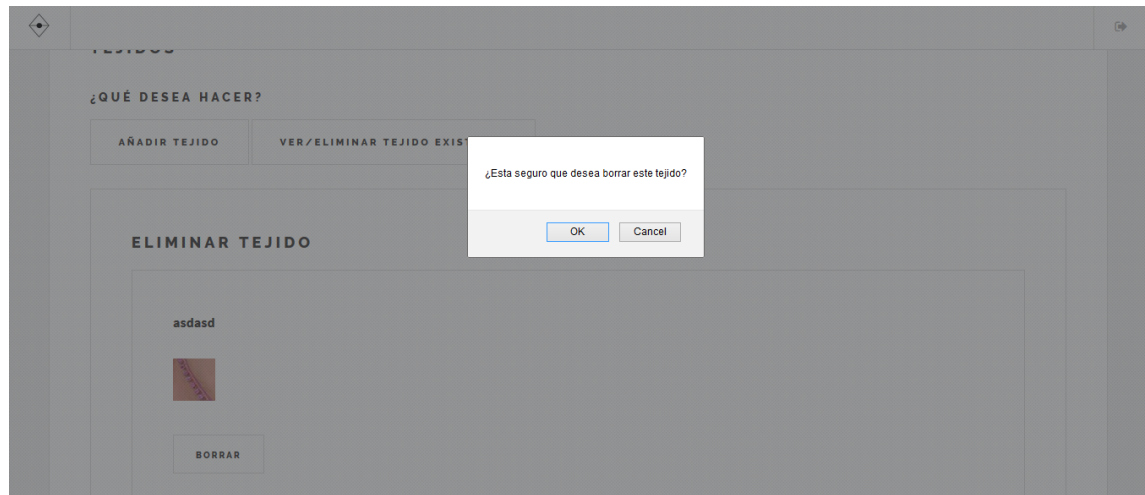 TEJIDOS
¿QUÉ DESEA HACER?
AÑADIR TEJIDO
VER/ELIMINAR TEJIDO EXIS
¿Esta seguro que desea borrar este tejido?
OK
Cancel
ELIMINAR TEJIDO
asdasd
BORRAR